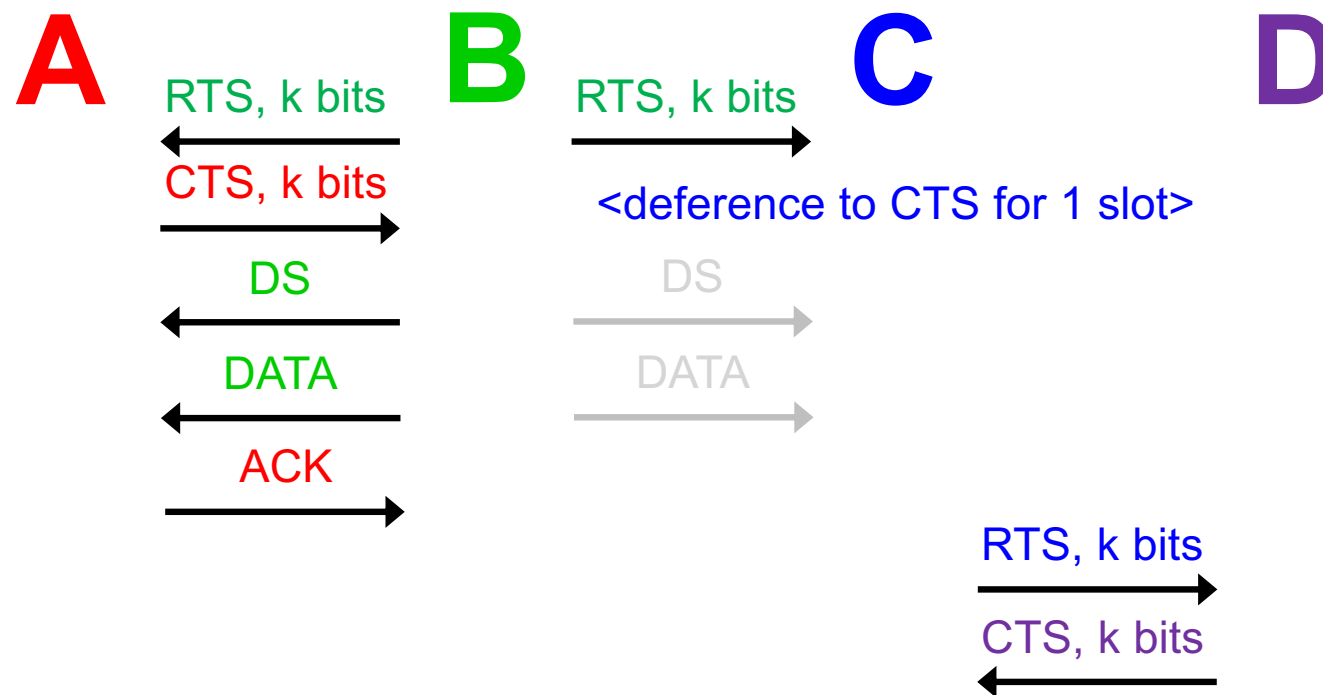 A B C D
RTS, k bits RTS, k bits
CTS, k bits
<deference to CTS for 1 slot>
DS DS
DATA DATA
ACK
RTS, k bits
CTS, k bits